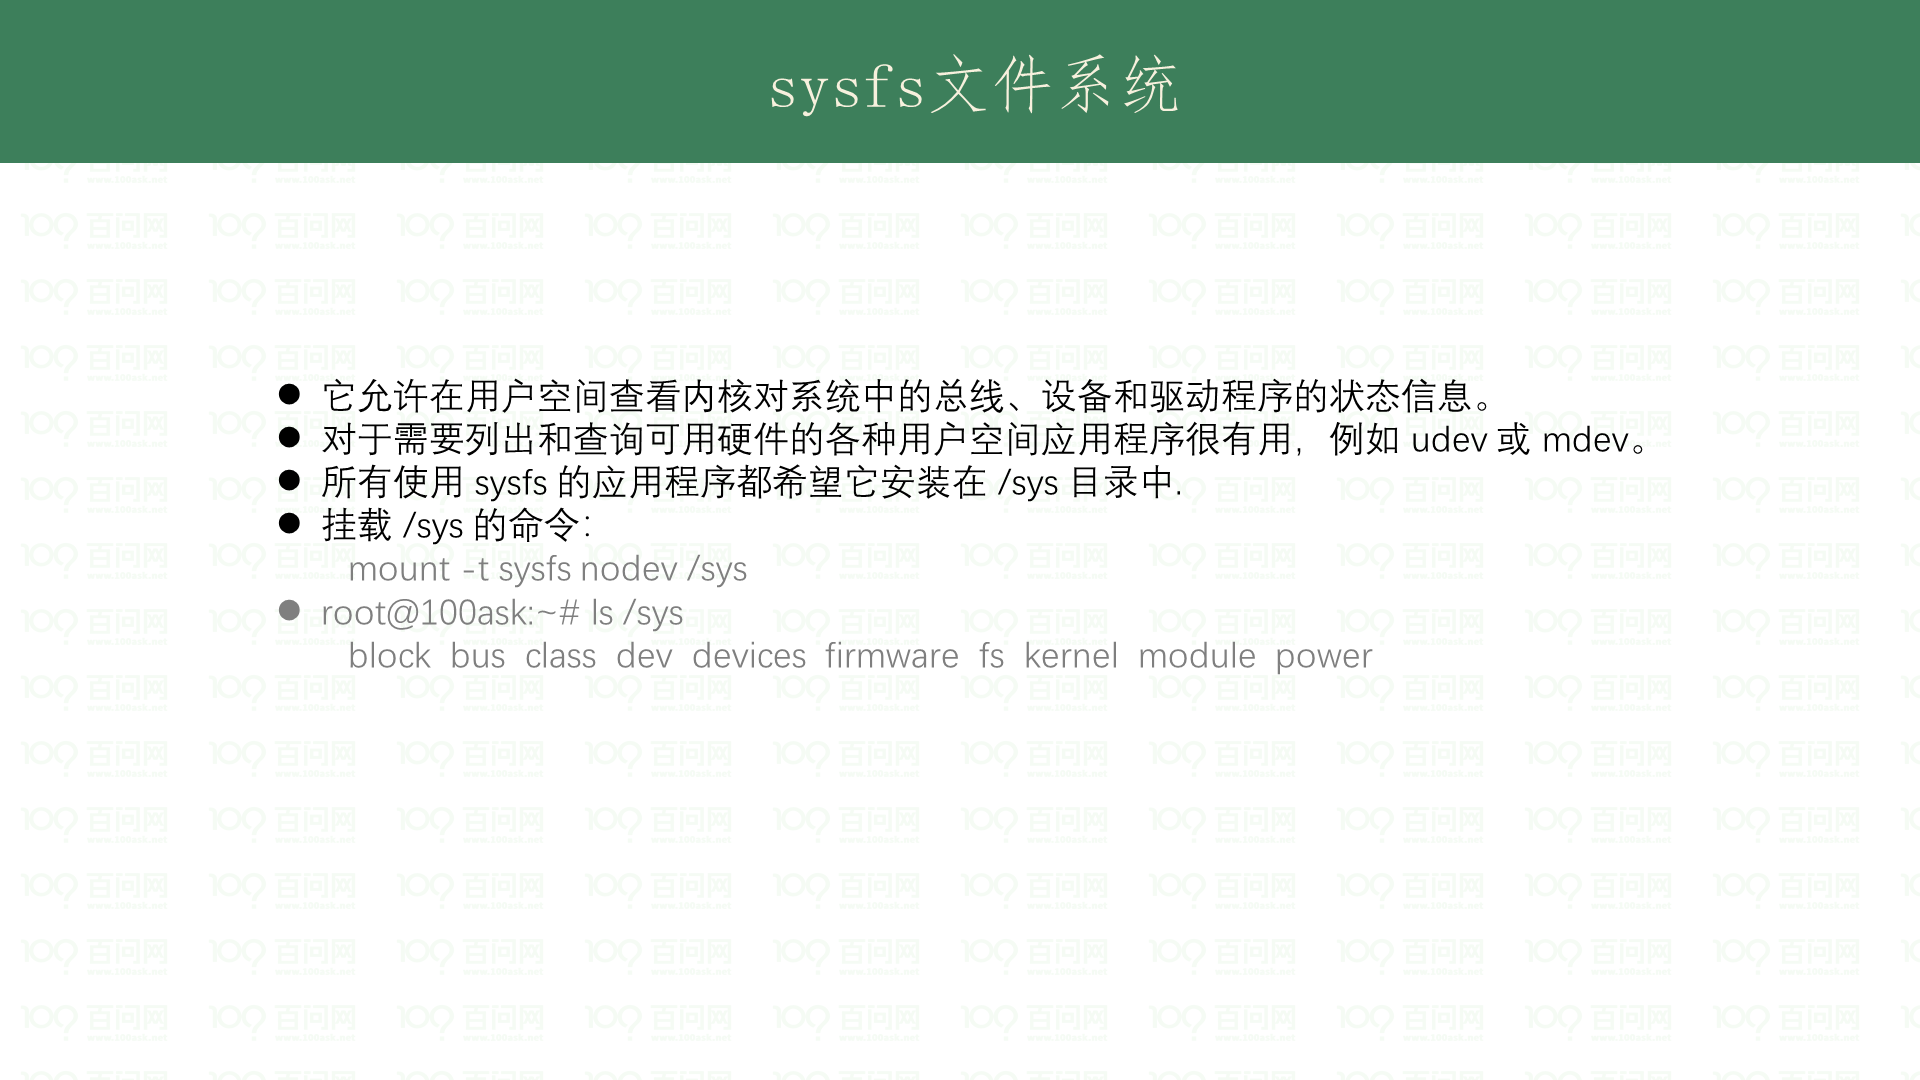 sysfs文件系统
● 它允许在用户空间查看内核对系统中的总线、设备和驱动程序的状态信息。
● 对于需要列出和查询可用硬件的各种用户空间应用程序很有用，例如 udev 或 mdev。
● 所有使用 sysfs 的应用程序都希望它安装在 /sys 目录中.
● 挂载 /sys 的命令：
mount -t sysfs nodev /sys
● root@100ask:~# ls /sys
block  bus  class  dev  devices  firmware  fs  kernel  module  power